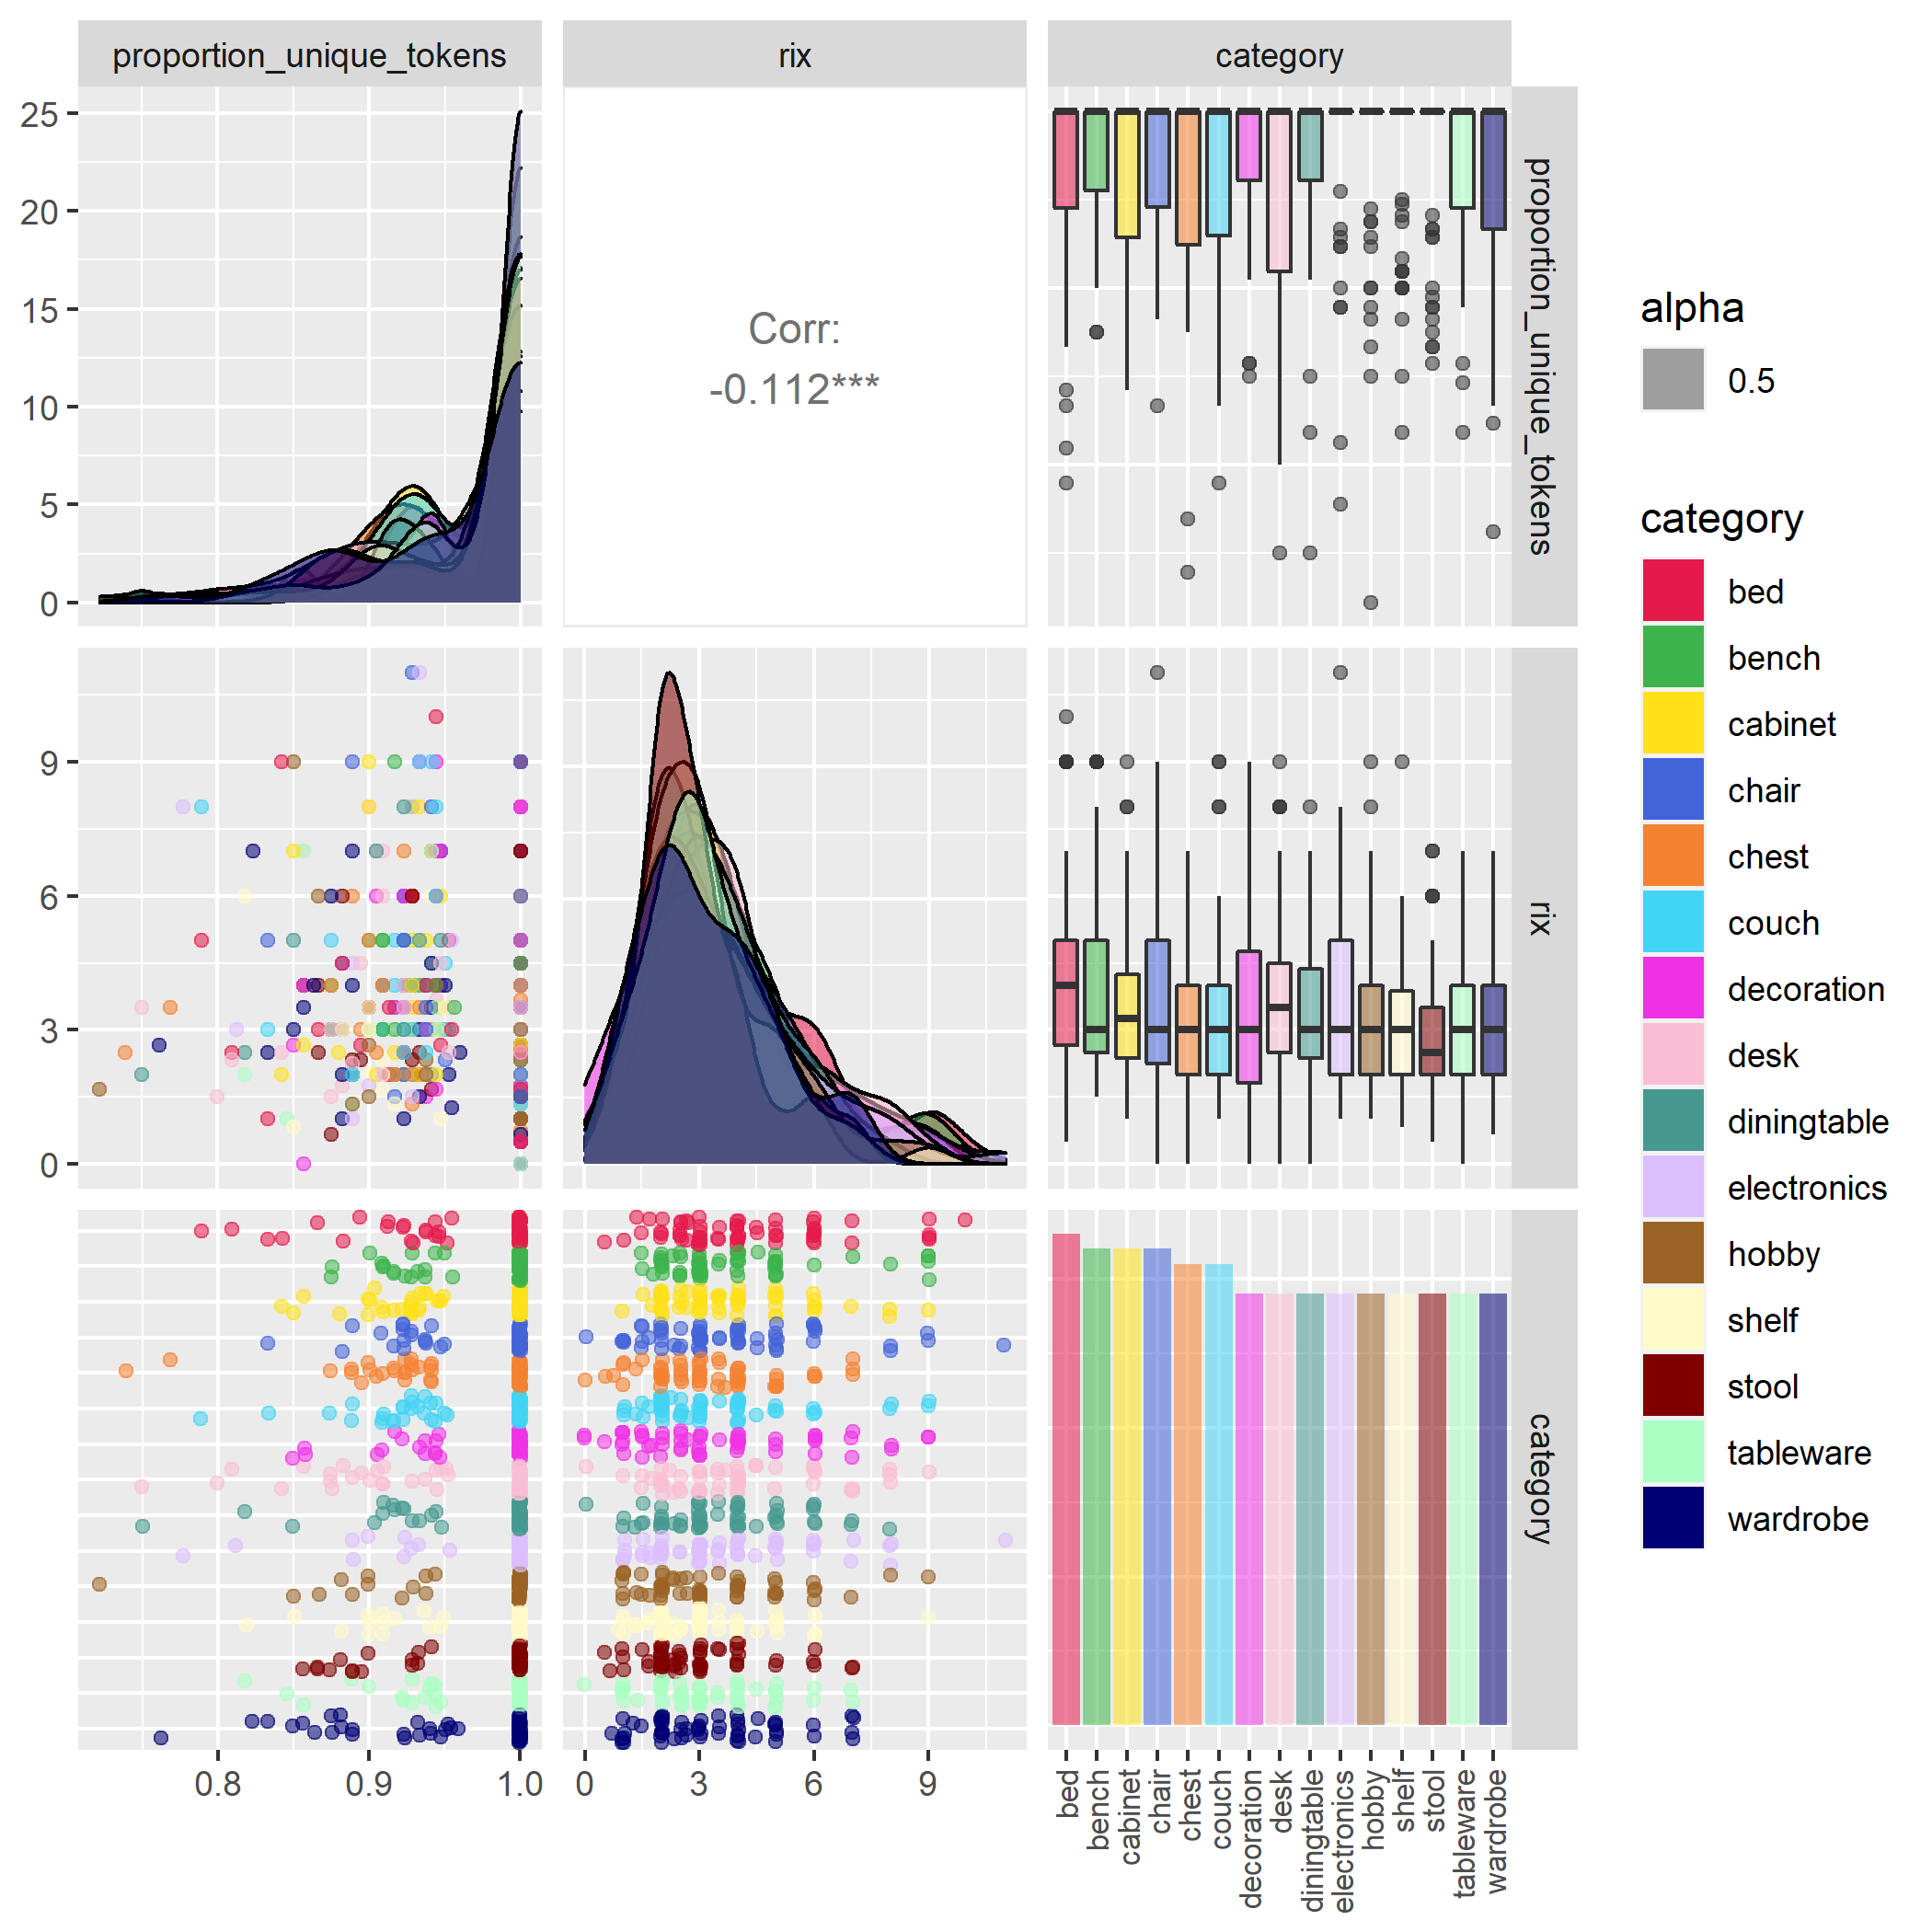 proportion_unique_tokens
rix
category
25
20
15
10
5
0
Corr:
-0.112***
proportion_unique_tokens
9
6
3
0
rix
category
0.8
0.9
1.0
0
3
6
9
bed
bench
cabinet
chair
chest
couch
decoration
desk
diningtable
electronics
hobby
shelf
stool
tableware
wardrobe
alpha
0.5
category
bed
bench
cabinet
chair
chest
couch
decoration
desk
diningtable
electronics
hobby
shelf
stool
tableware
wardrobe